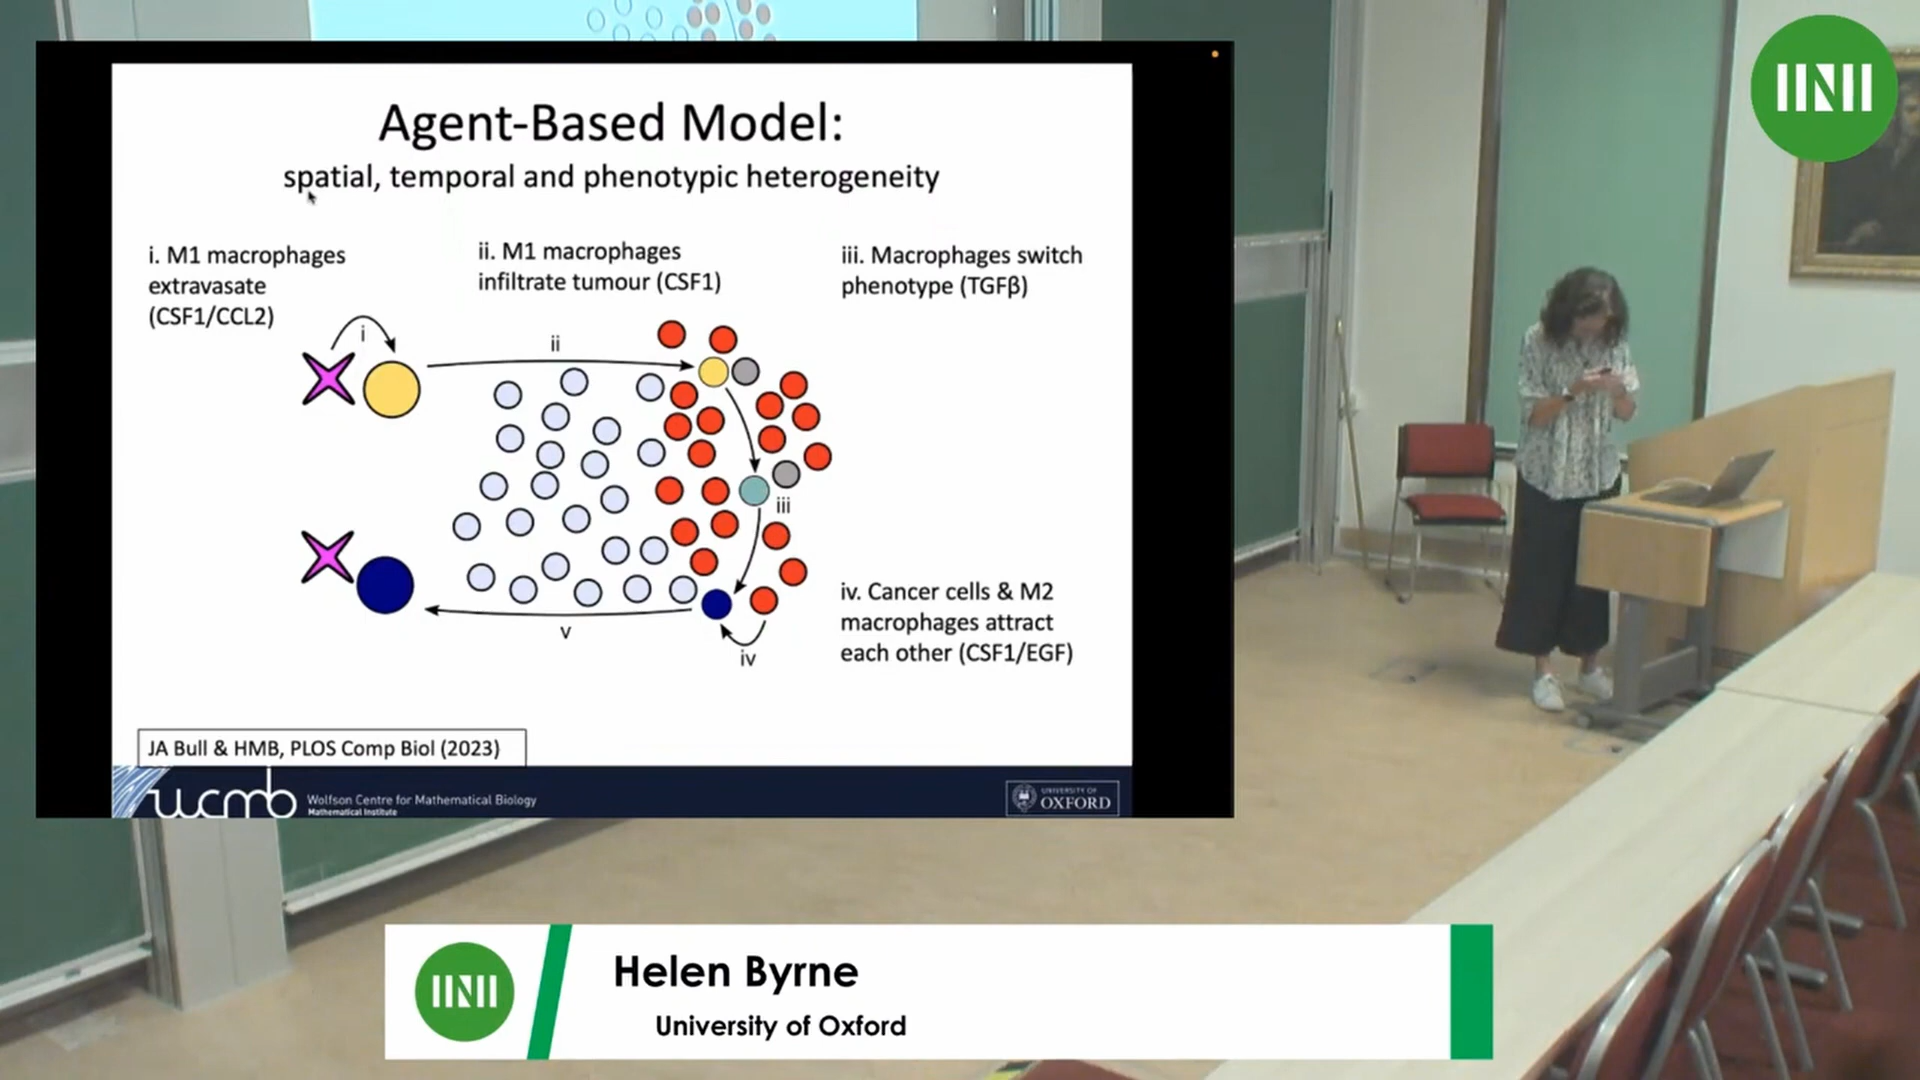 Agent-Based Model:
spatial, temporal and phenotypic heterogeneity
i. M1 macrophages
extravasate
(CSF1/CCL2)
ii. M1 macrophages
infiltrate tumour (CSF1)
iii. Macrophages switch
phenotype (TGFβ)
i
ii
iii
iv. Cancer cells & M2
macrophages attract
each other (CSF1/EGF)
v
iv
JA Bull & HMB, PLOS Comp Biol (2023)
wcmb
Wolfson Centre for Mathematical Biology
Mathematical Institute
UNIVERSITY OF
OXFORD
Helen Byrne
University of Oxford